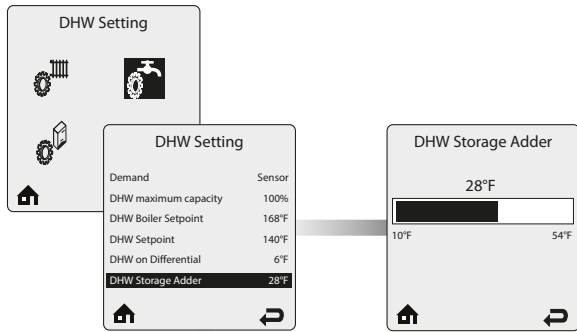 DHW Setting
DHW Setting
Demand Sensor
DHW maximum capacity 100%
DHW Boiler Setpoint 168°F
DHW Setpoint 140°F
DHW on Differential 6°F
DHW Storage Adder 28°F
DHW Storage Adder
28°F
10°F 54°F